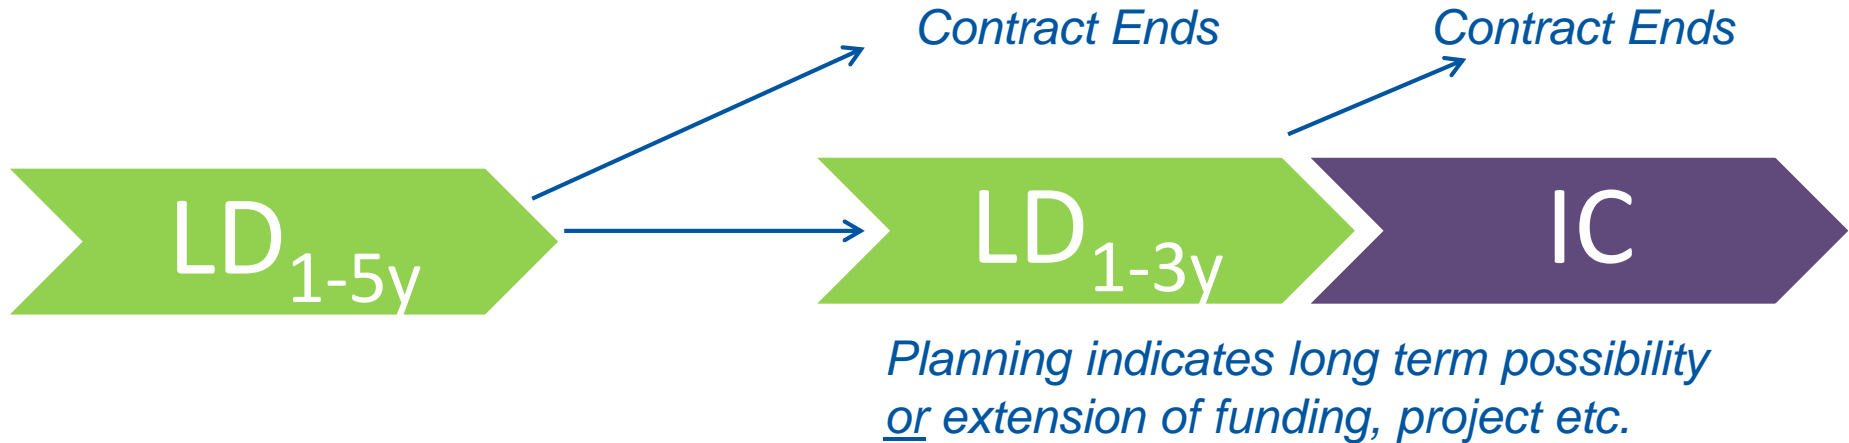 Contract Ends
Contract Ends
LD1-5y
LD1-3y
IC
Planning indicates long term possibility
or extension of funding, project etc.